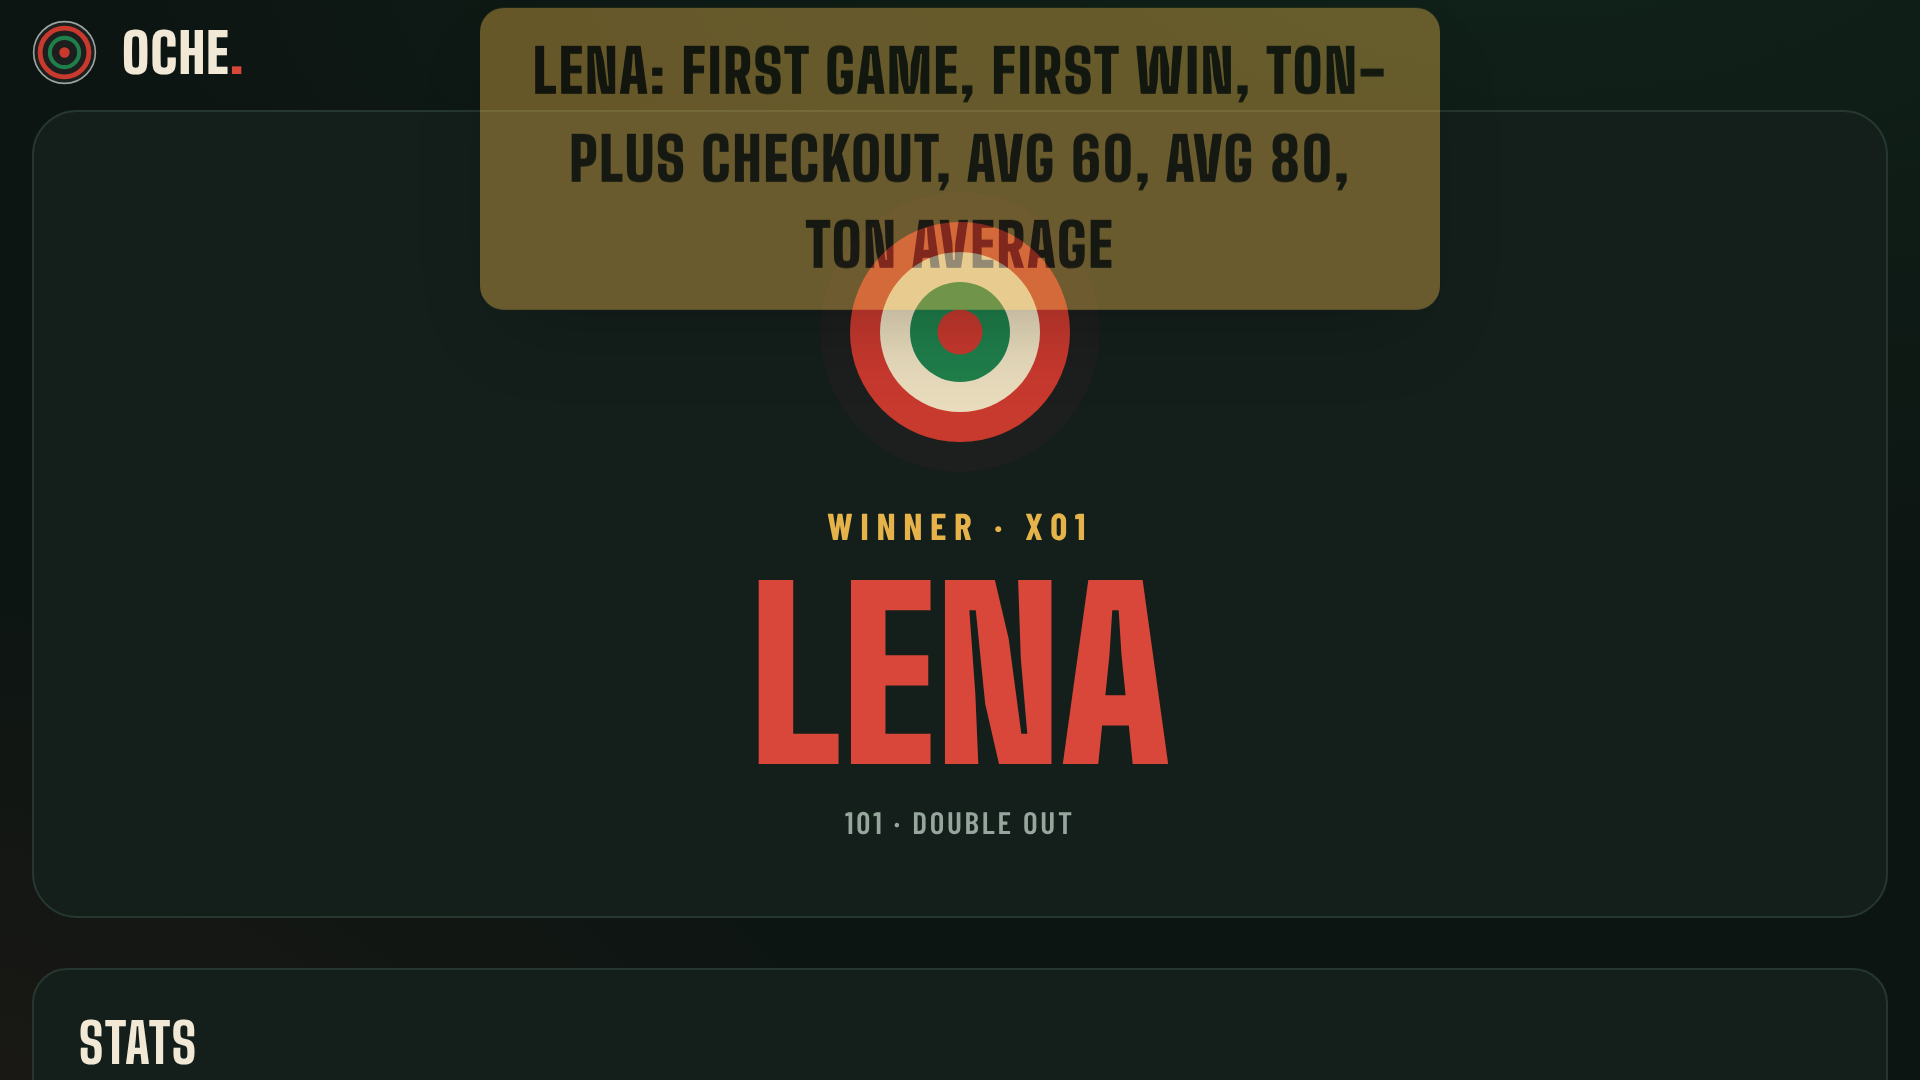 OCHE.
LENA: FIRST GAME, FIRST WIN, TON-
PLUS CHECKOUT, AVG 60, AVG 80,
TON AVERAGE
WINNER · X01
LENA
101 · DOUBLE OUT
STATS